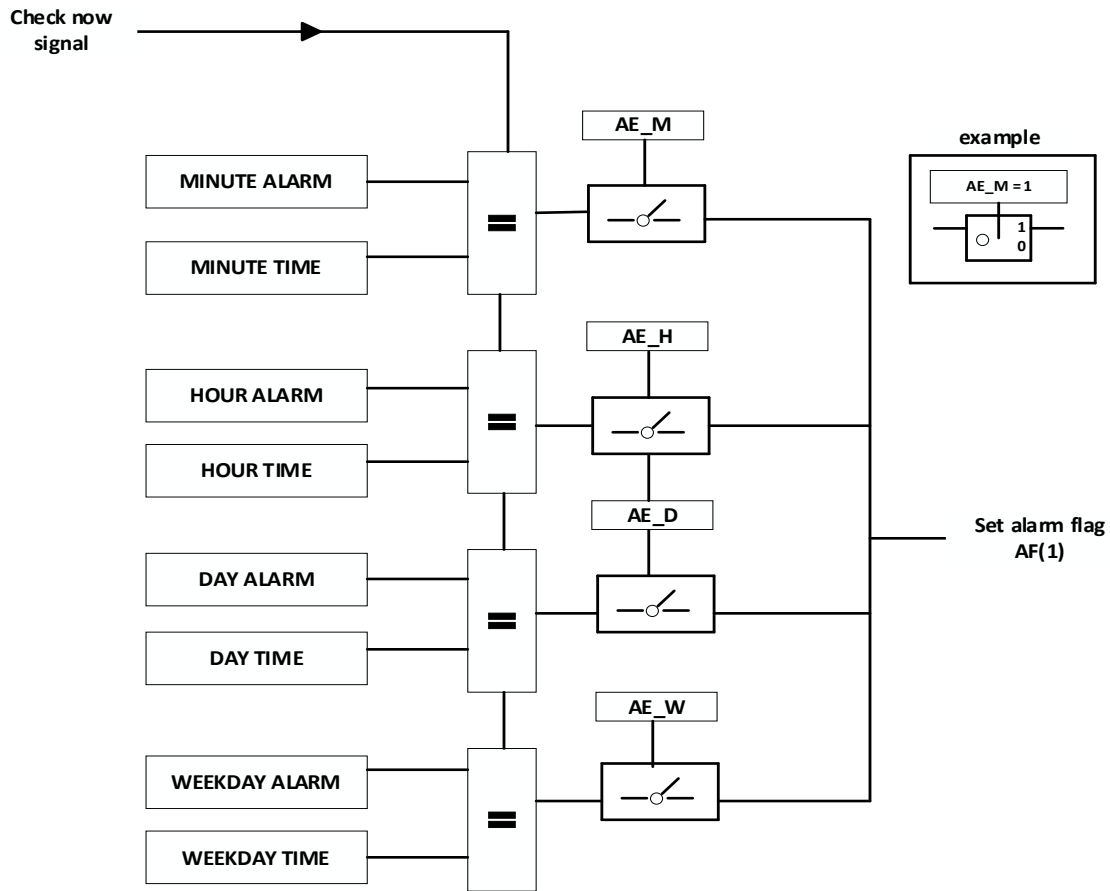 Check now
signal
AE_M
example
MINUTE ALARM
AE_M = 1
=
1
0
MINUTE TIME
AE_H
HOUR ALARM
=
HOUR TIME
AE_D
Set alarm flag
AF(1)
DAY ALARM
=
DAY TIME
AE_W
WEEKDAY ALARM
=
WEEKDAY TIME